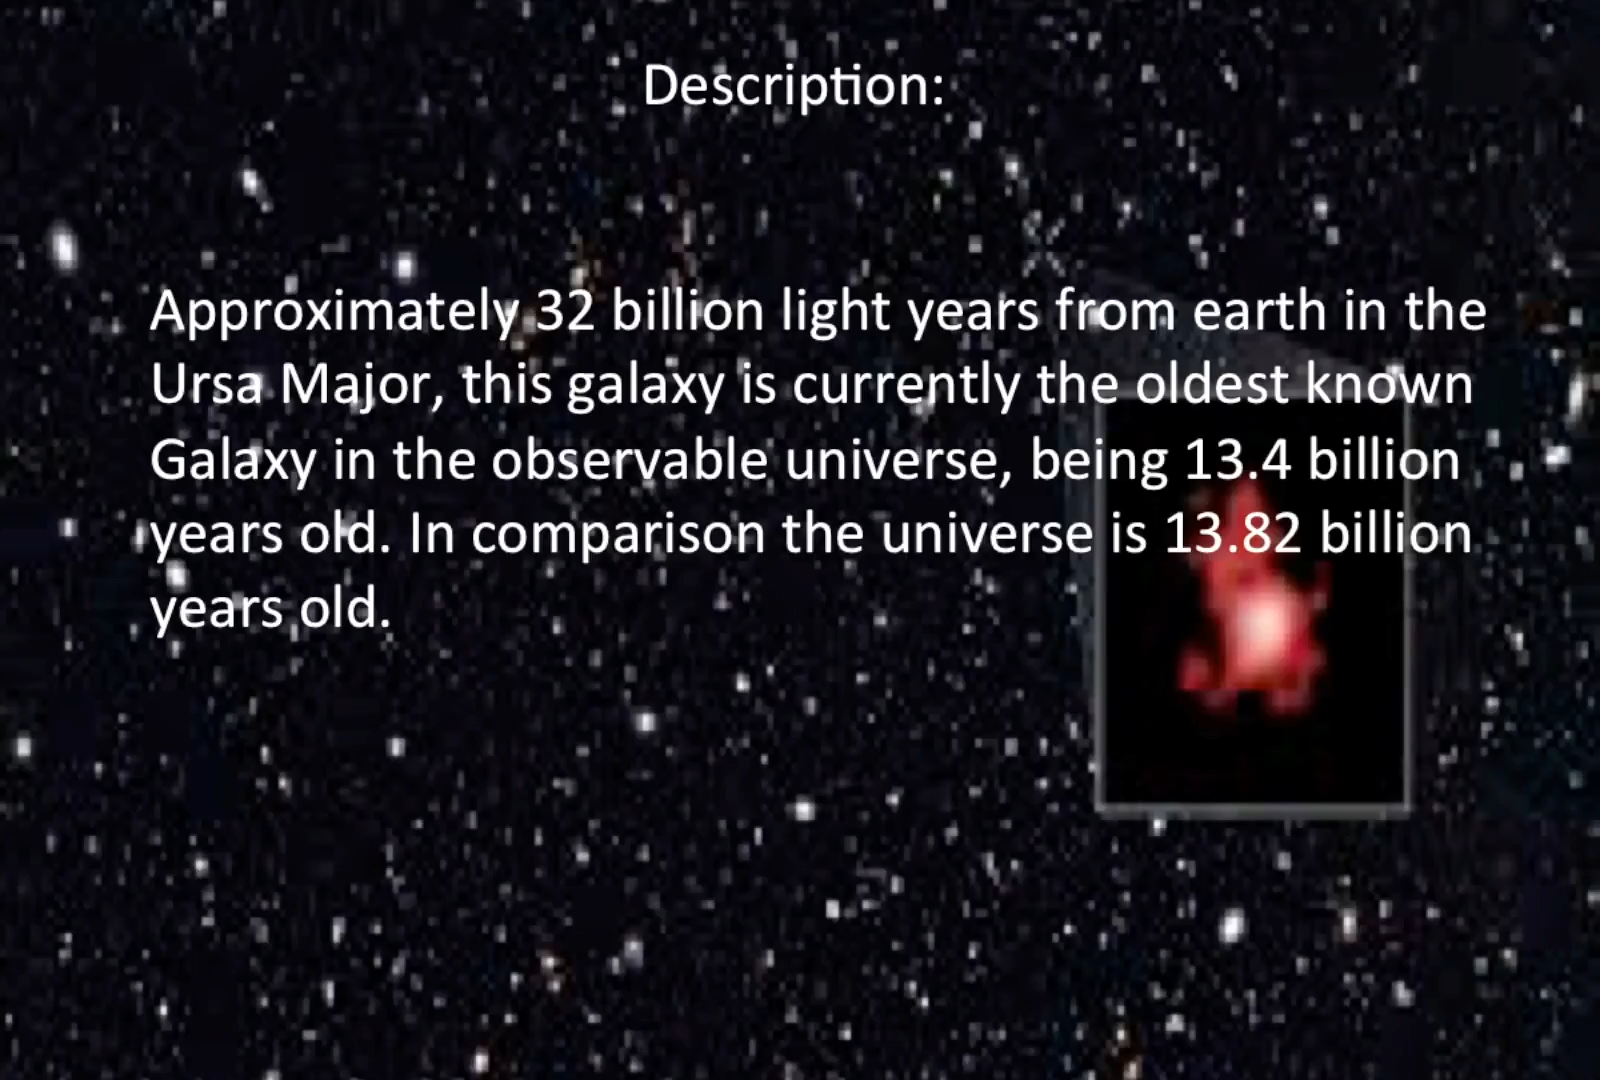 Description:
Approximately 32 billion light years from earth in the
Ursa Major, this galaxy is currently the oldest known
Galaxy in the observable universe, being 13.4 billion
years old. In comparison the universe is 13.82 billion
years old.